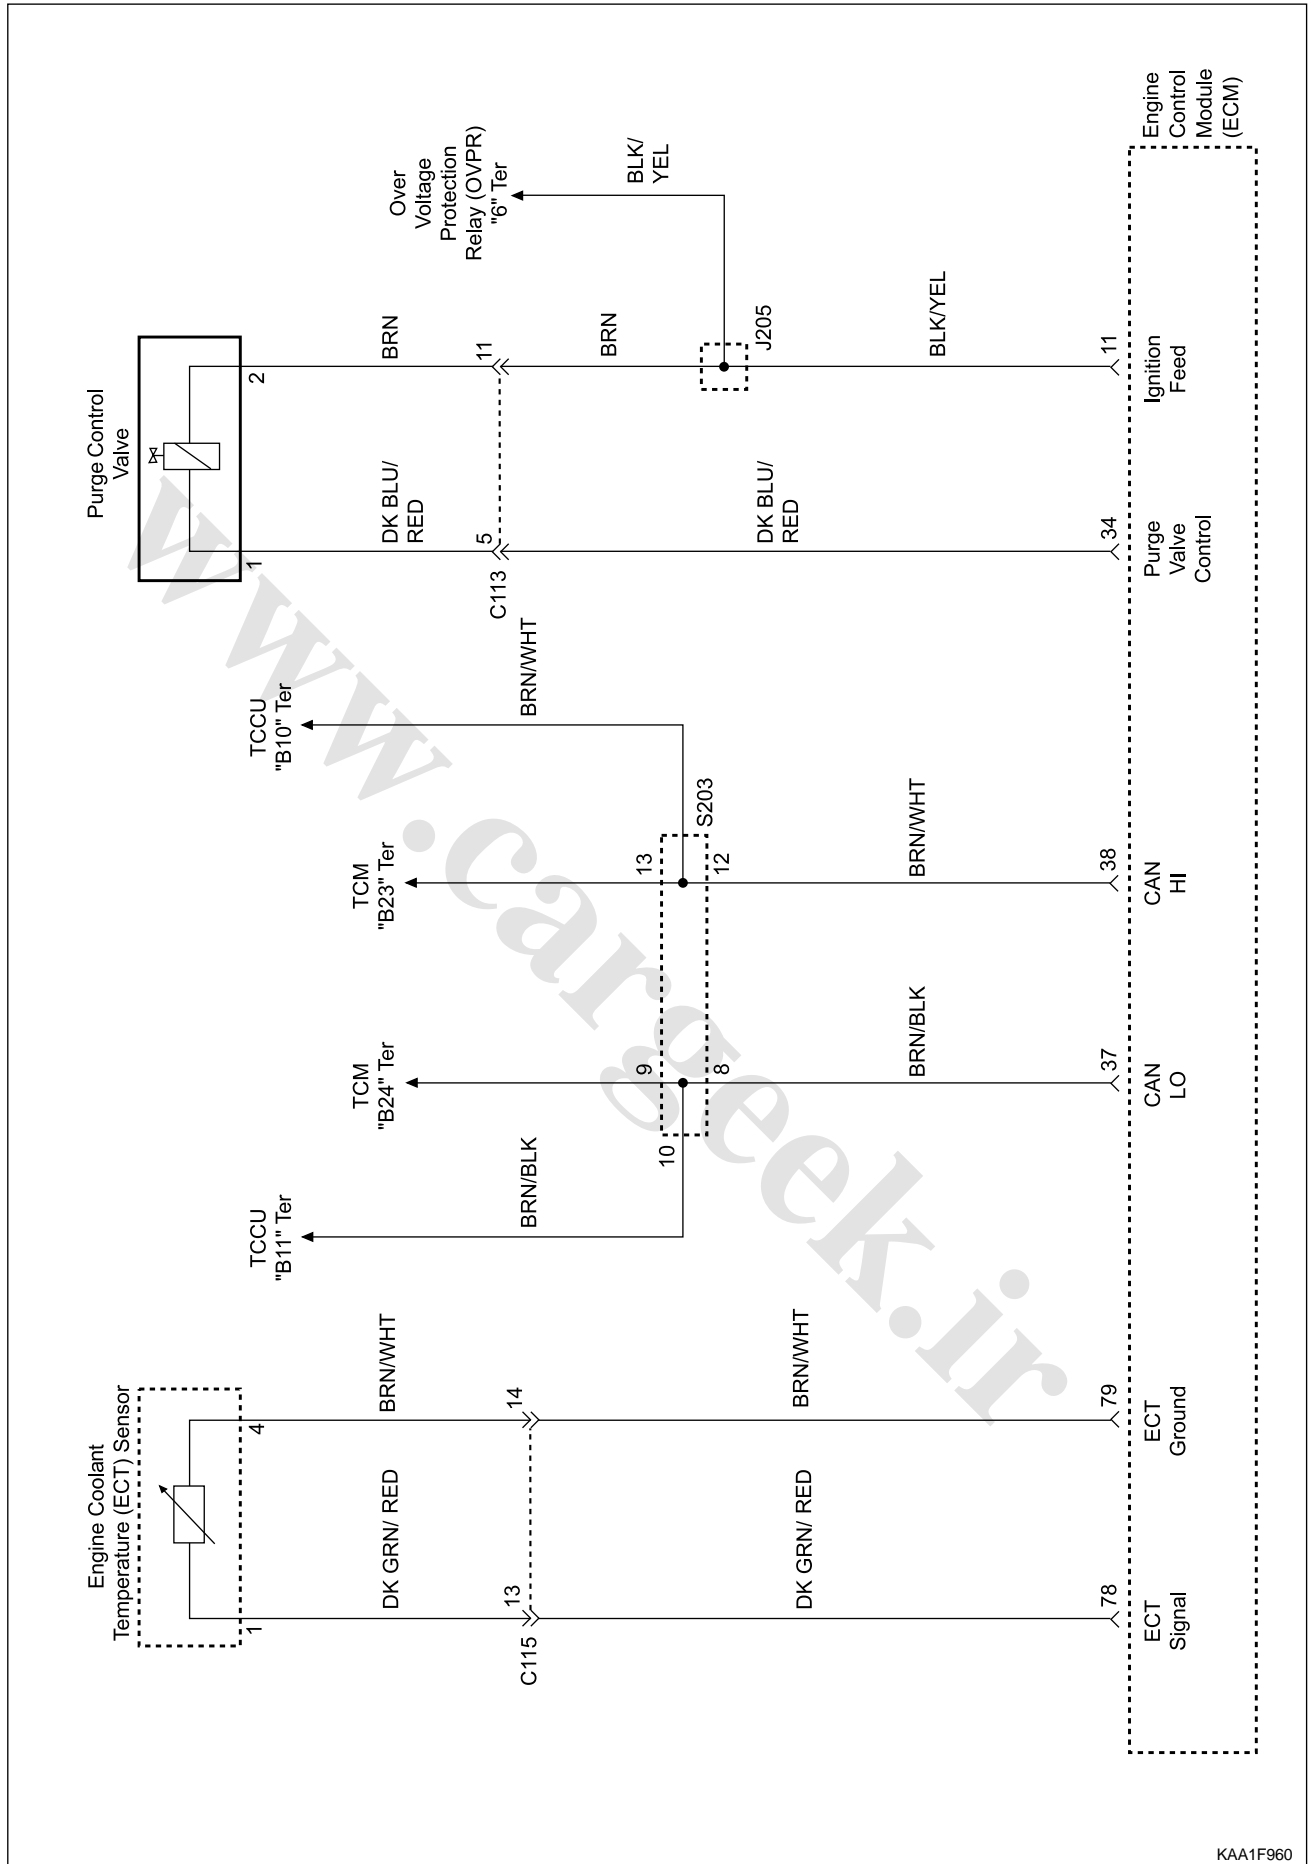 Engine Coolant
Temperature (ECT) Sensor
1
4
DK GRN/ RED
BRN/WHT
C115
13
14
DK GRN/ RED
BRN/WHT
78
79
ECT
Signal
ECT
Ground
TCCU
"B11" Ter
TCM
"B24" Ter
TCM
"B23" Ter
TCCU
"B10" Ter
BRN/BLK
BRN/WHT
10
9
8
13
12
S203
BRN/BLK
BRN/WHT
37
38
CAN
LO
CAN
HI
Purge Control
Valve
1
2
DK BLU/
RED
BRN
C113
5
11
DK BLU/
RED
BRN
Over
Voltage
Protection
Relay (OVPR)
"6" Ter
BLK/
YEL
J205
BLK/YEL
34
11
Purge
Valve
Control
Ignition
Feed
Engine
Control
Module
(ECM)
www.cargeek.ir
KAA1F960